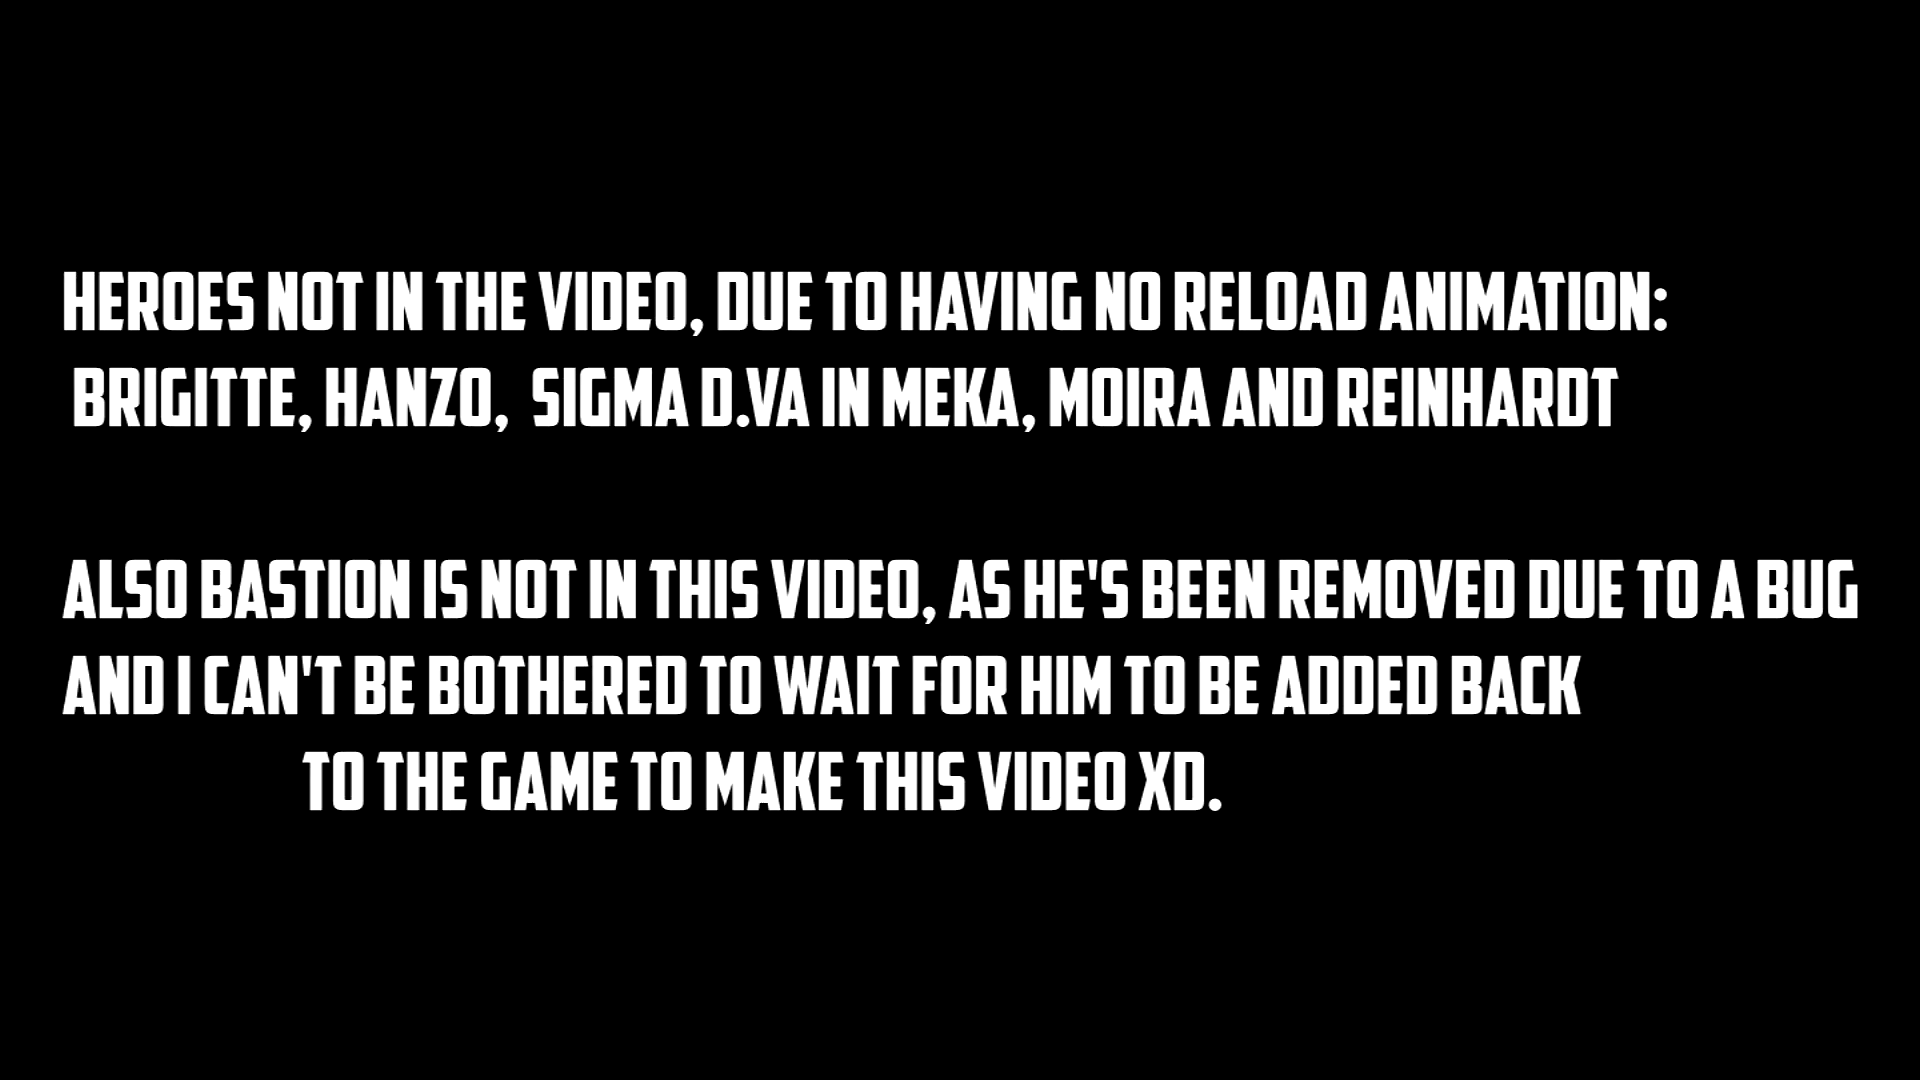 HEROES NOT IN THE VIDEO, DUE TO HAVING NO RELOAD ANIMATION:
BRIGITTE, HANZO, SIGMA D.VA IN MEKA, MOIRA AND REINHARDT
ALSO BASTION IS NOT IN THIS VIDEO, AS HE'S BEEN REMOVED DUE TO A BUG
AND I CAN'T BE BOTHERED TO WAIT FOR HIM TO BE ADDED BACK
TO THE GAME TO MAKE THIS VIDEO XD.